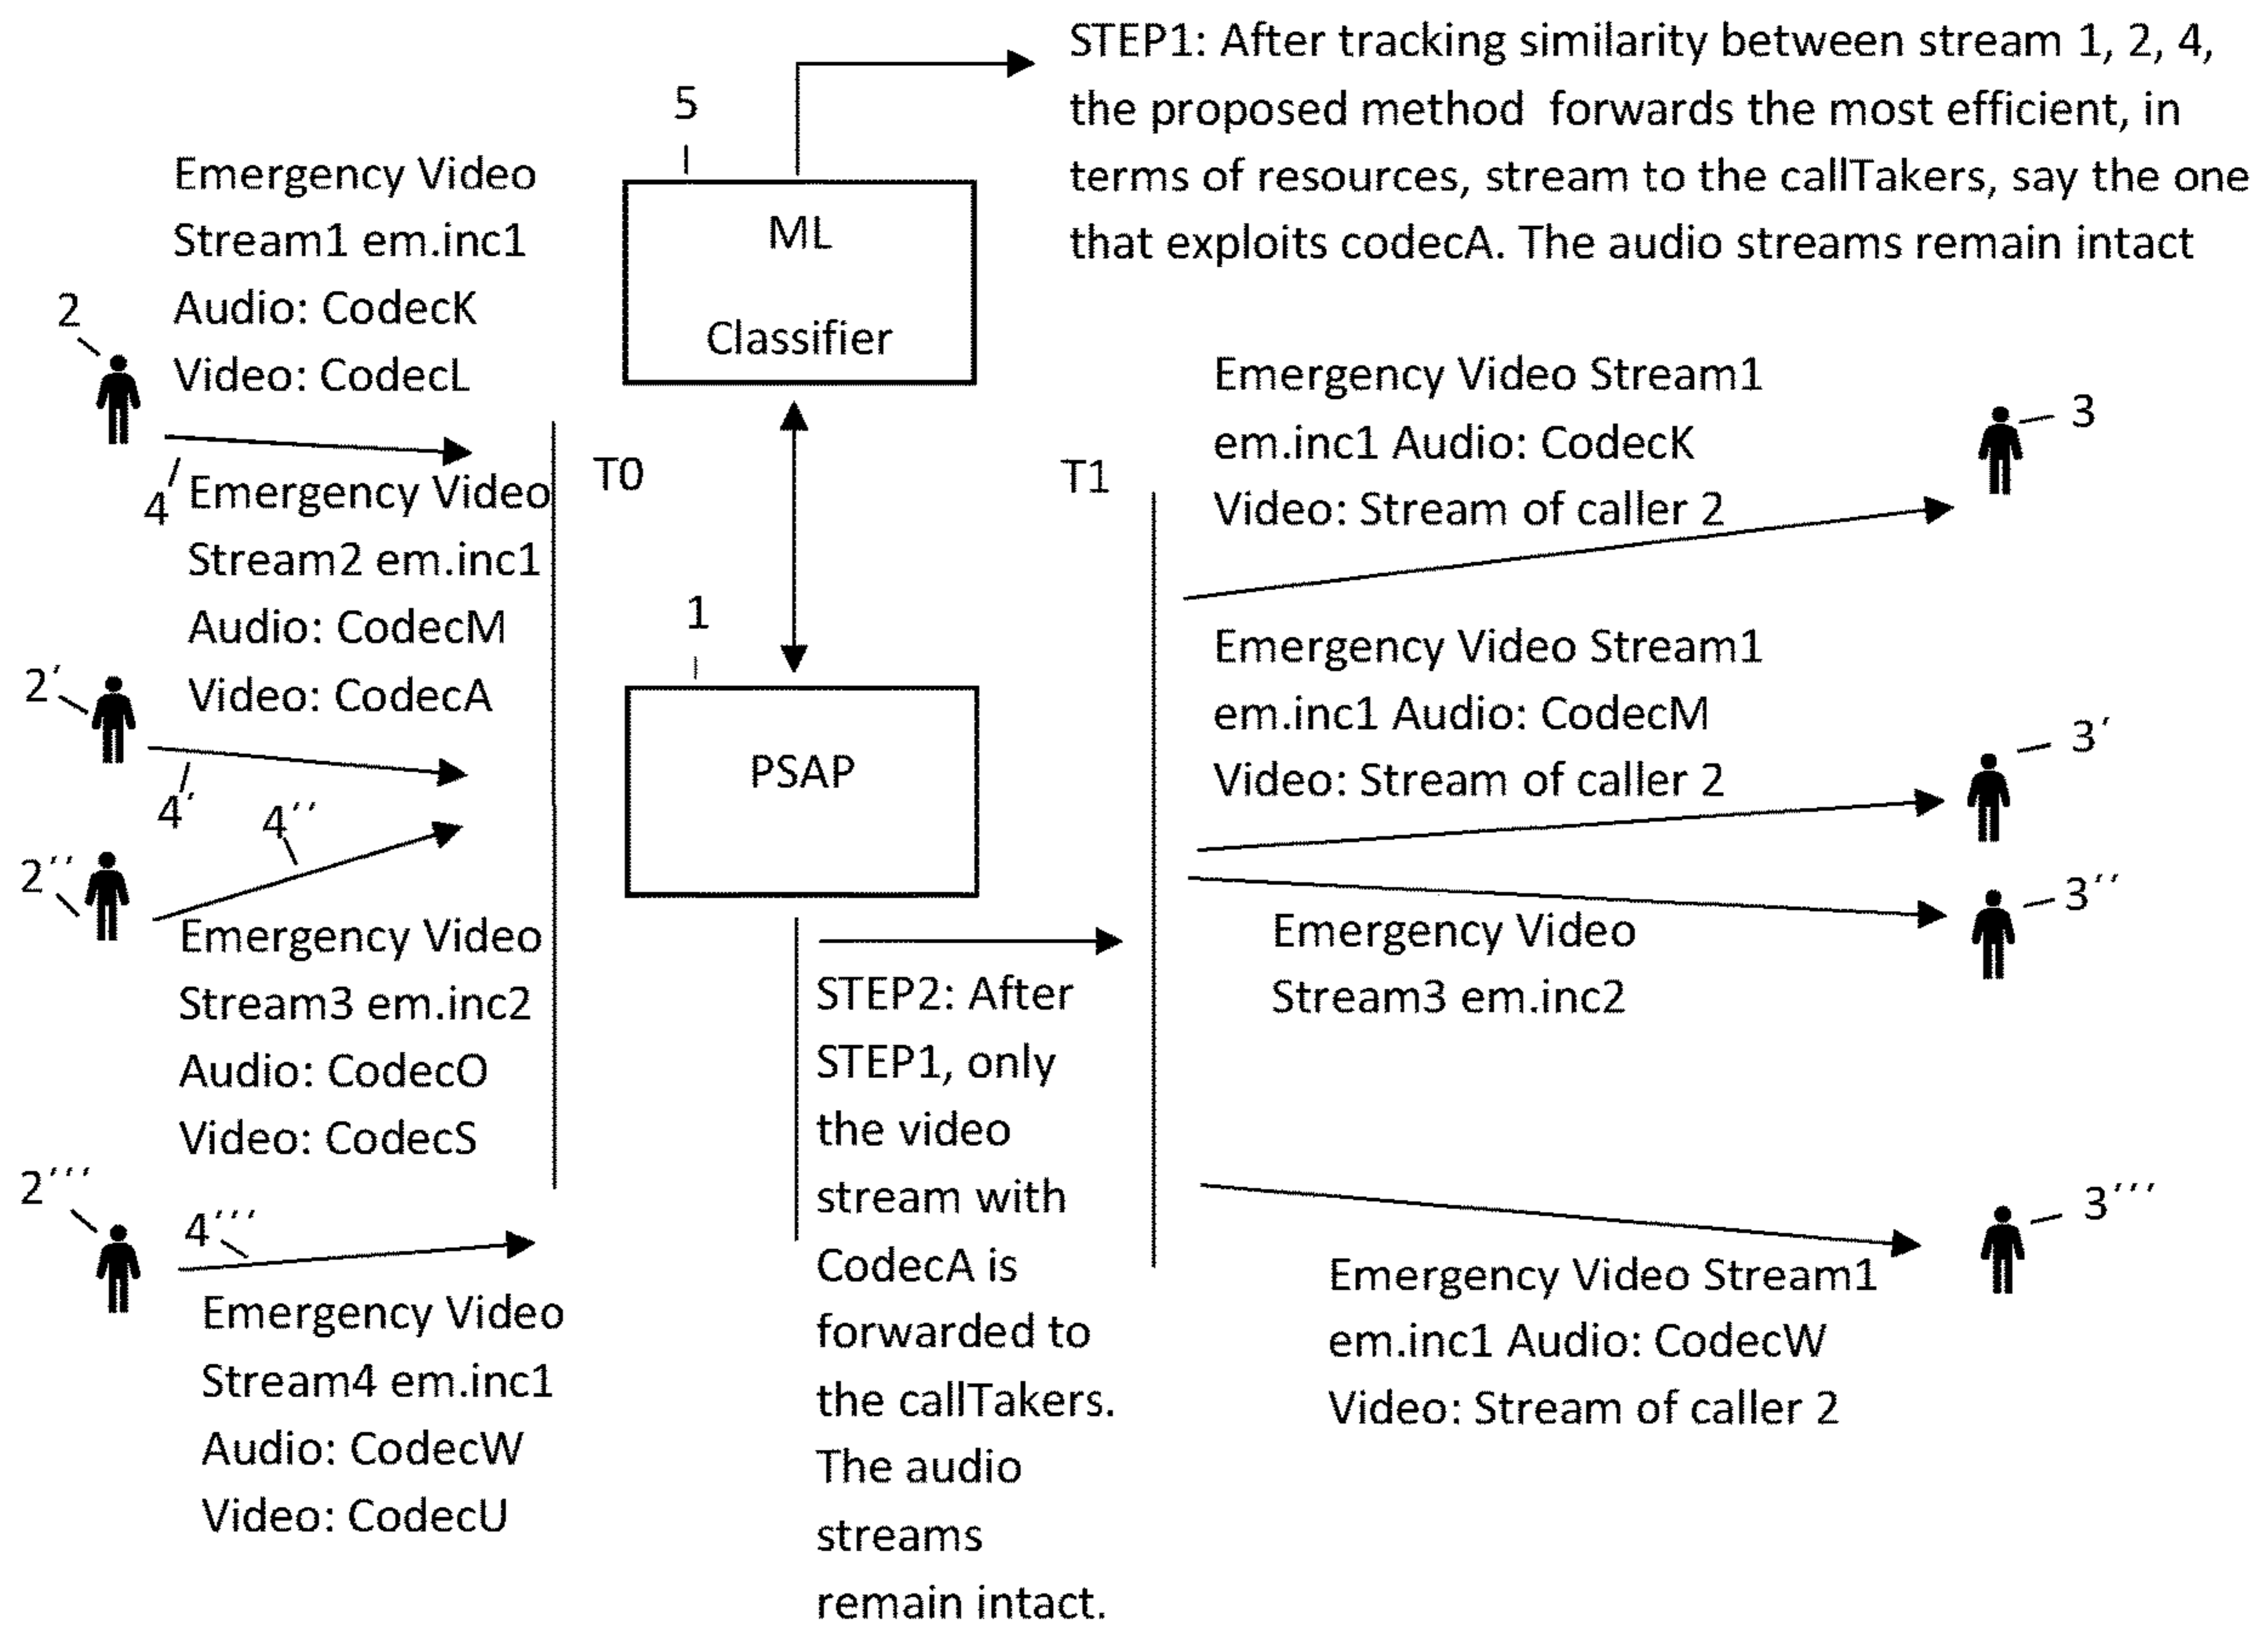 STEP1: After tracking similarity between stream 1, 2, 4,
the proposed method forwards the most efficient, in
terms of resources, stream to the callTakers, say the one
that exploits codecA. The audio streams remain intact
5
ML
Classifier
Emergency Video
Stream1 em.inc1
Audio: CodecK
Video: CodecL
2
4
Emergency Video
Stream2 em.inc1
Audio: CodecM
Video: CodecA
2´
4´
4´´
2´´
Emergency Video
Stream3 em.inc2
Audio: CodecO
Video: CodecS
2´´´
4´´´
Emergency Video
Stream4 em.inc1
Audio: CodecW
Video: CodecU
T0
1
PSAP
T1
STEP2: After
STEP1, only
the video
stream with
CodecA is
forwarded to
the callTakers.
The audio
streams
remain intact.
Emergency Video Stream1
em.inc1 Audio: CodecK
Video: Stream of caller 2
3
Emergency Video Stream1
em.inc1 Audio: CodecM
Video: Stream of caller 2
3´
3´´
Emergency Video
Stream3 em.inc2
3´´´
Emergency Video Stream1
em.inc1 Audio: CodecW
Video: Stream of caller 2